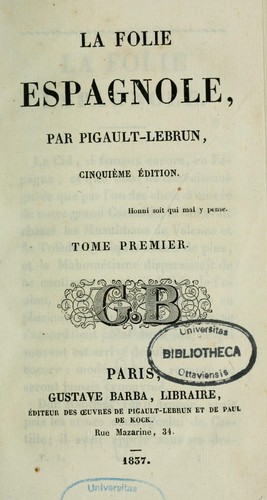 LA FOLIE
ESPAGNOLE,
PAR PIGAULT-LEBRUN,
CINQUIÈME ÉDITION.
Honni soit qui mal y pense.
TOME PREMIER.
G.B
Universitas
BIBLIOTHECA
Ottaviensis
PARIS,
GUSTAVE BARBA, LIBRAIRE,
ÉDITEUR DES ŒUVRES DE PIGAULT-LEBRUN ET DE PAUL
DE KOCK.
Rue Mazarine, 34.
1837.
Universitas